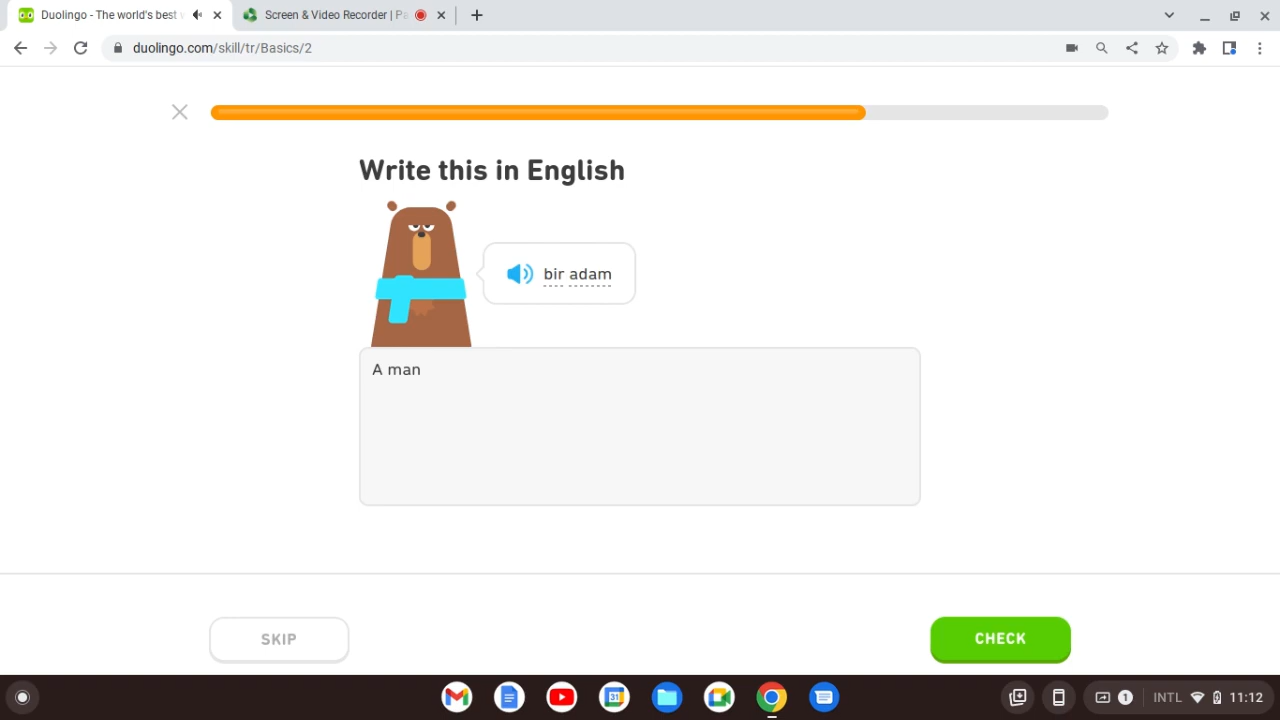 Duolingo - The world's best
Screen & Video Recorder | P
duolingo.com/skill/tr/Basics/2
Write this in English
bir adam
A man
SKIP
CHECK
31
1
INTL
11:12